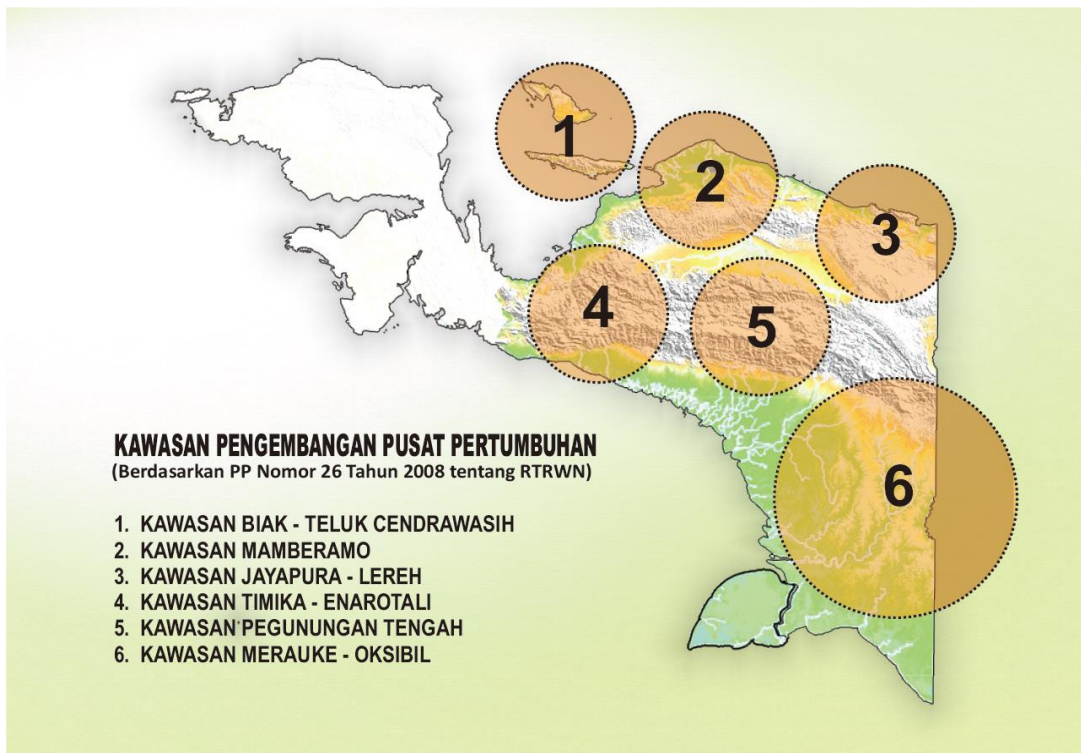 1
2
3
4
5
6
KAWASAN PENGEMBANGAN PUSAT PERTUMBUHAN
(Berdasarkan PP Nomor 26 Tahun 2008 tentang RTRWN)
1. KAWASAN BIAK - TELUK CENDRAWASIH
2. KAWASAN MAMBERAMO
3. KAWASAN JAYAPURA - LEREH
4. KAWASAN TIMIKA - ENAROTALI
5. KAWASAN PEGUNUNGAN TENGAH
6. KAWASAN MERAUKE - OKSIBIL